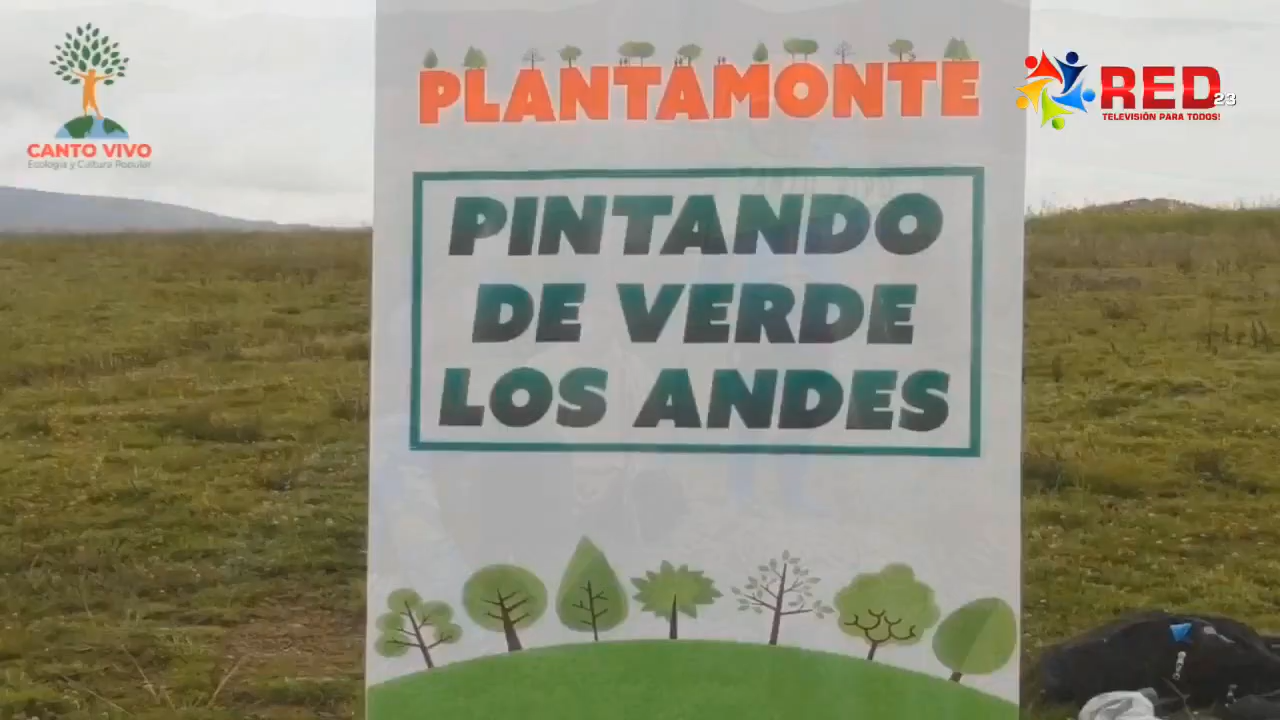 CANTO VIVO
Ecología y Cultura Popular
PLANTAMONTE
PINTANDO
DE VERDE
LOS ANDES
RED
23
TELEVISIÓN PARA TODOS!